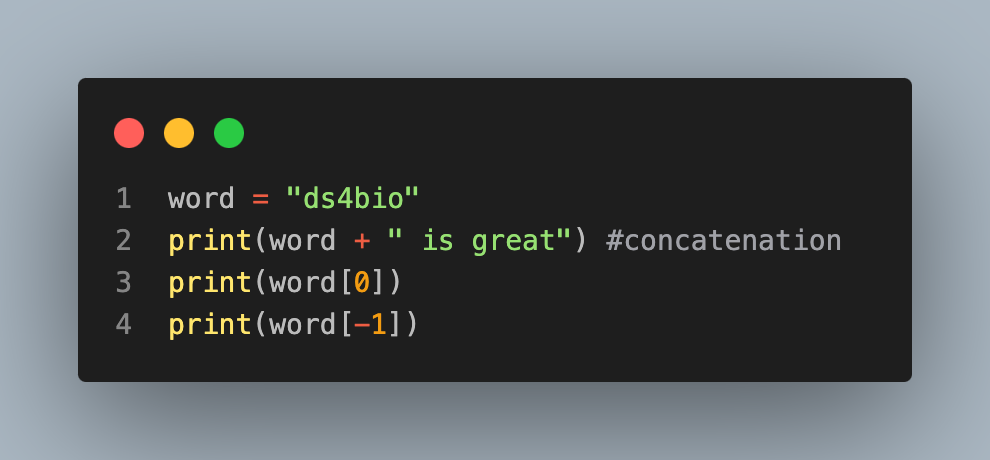 1 word = "ds4bio"
2 print(word + " is great") #concatenation
3 print(word[0])
4 print(word[-1])